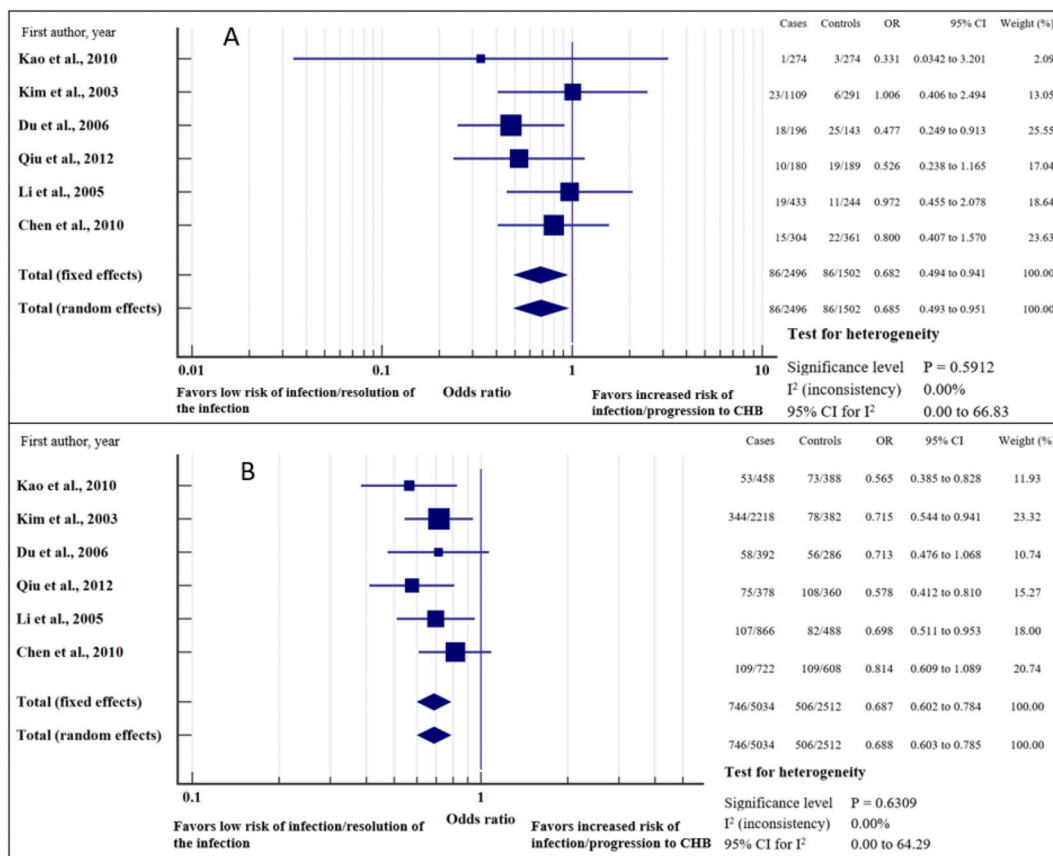 First author, year A Cases Controls OR 95% CI Weight (%)
Kao et al., 2010 1/274 3/274 0.331 0.0342 to 3.201 2.09
Kim et al., 2003 23/1109 6/291 1.006 0.406 to 2.494 13.05
Du et al., 2006 18/196 25/143 0.477 0.249 to 0.913 25.55
Qiu et al., 2012 10/180 19/189 0.526 0.238 to 1.165 17.04
Li et al., 2005 19/433 11/244 0.972 0.455 to 2.078 18.64
Chen et al., 2010 15/304 22/361 0.800 0.407 to 1.570 23.63
Total (fixed effects) 86/2496 86/1502 0.682 0.494 to 0.941 100.00
Total (random effects) 86/2496 86/1502 0.685 0.493 to 0.951 100.00
Test for heterogeneity
Significance level P = 0.5912
I² (inconsistency) 0.00%
95% CI for I² 0.00 to 66.83
0.01 0.1 1 10
Favors low risk of infection/resolution of
the infection
Odds ratio
Favors increased risk of
infection/progression to CHB
First author, year B Cases Controls OR 95% CI Weight (%)
Kao et al., 2010 53/458 73/388 0.565 0.385 to 0.828 11.93
Kim et al., 2003 344/2218 78/382 0.715 0.544 to 0.941 23.32
Du et al., 2006 58/392 56/286 0.713 0.476 to 1.068 10.74
Qiu et al., 2012 75/378 108/360 0.578 0.412 to 0.810 15.27
Li et al., 2005 107/866 82/488 0.698 0.511 to 0.953 18.00
Chen et al., 2010 109/722 109/608 0.814 0.609 to 1.089 20.74
Total (fixed effects) 746/5034 506/2512 0.687 0.602 to 0.784 100.00
Total (random effects) 746/5034 506/2512 0.688 0.603 to 0.785 100.00
Test for heterogeneity
Significance level P = 0.6309
I² (inconsistency) 0.00%
95% CI for I² 0.00 to 64.29
0.1 1
Favors low risk of infection/resolution of
the infection
Odds ratio
Favors increased risk of
infection/progression to CHB